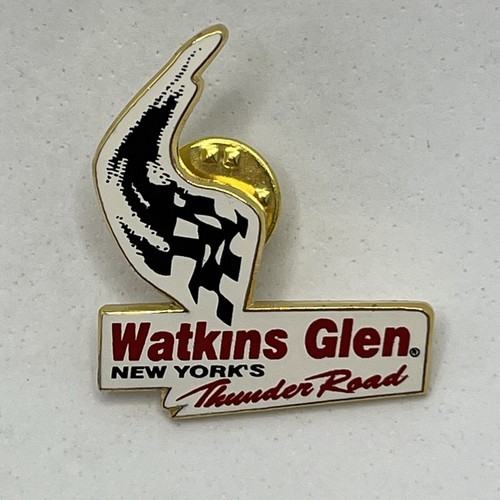 Watkins Glen®
NEW YORK'S
Thunder Road